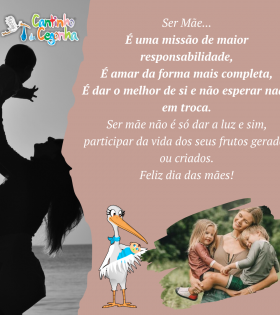 Cantinho
da Cegonha
Ser Mãe...
É uma missão de maior
responsabilidade,
É amar da forma mais completa,
É dar o melhor de si e não esperar
em troca.
Ser mãe não é só dar a luz e sim,
participar da vida dos seus frutos
ou criados.
Feliz dia das mães!